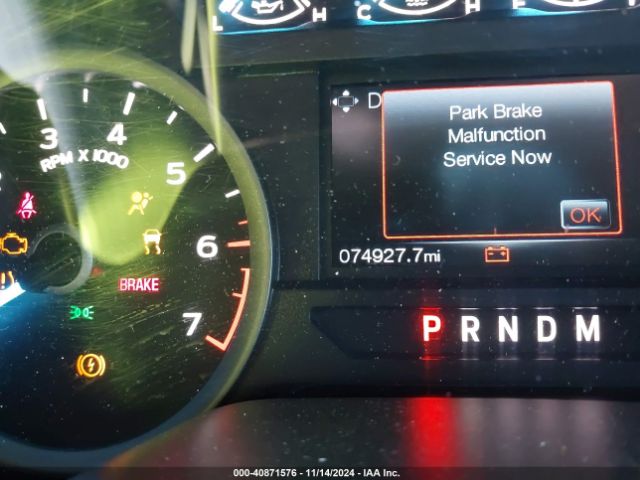 L H C H E
3
4
RPM X 1000
5
6
7
BRAKE
D
Park Brake
Malfunction
Service Now
OK
074927.7mi
P R N D M
000-40871576 - 11/14/2024 - IAA Inc.